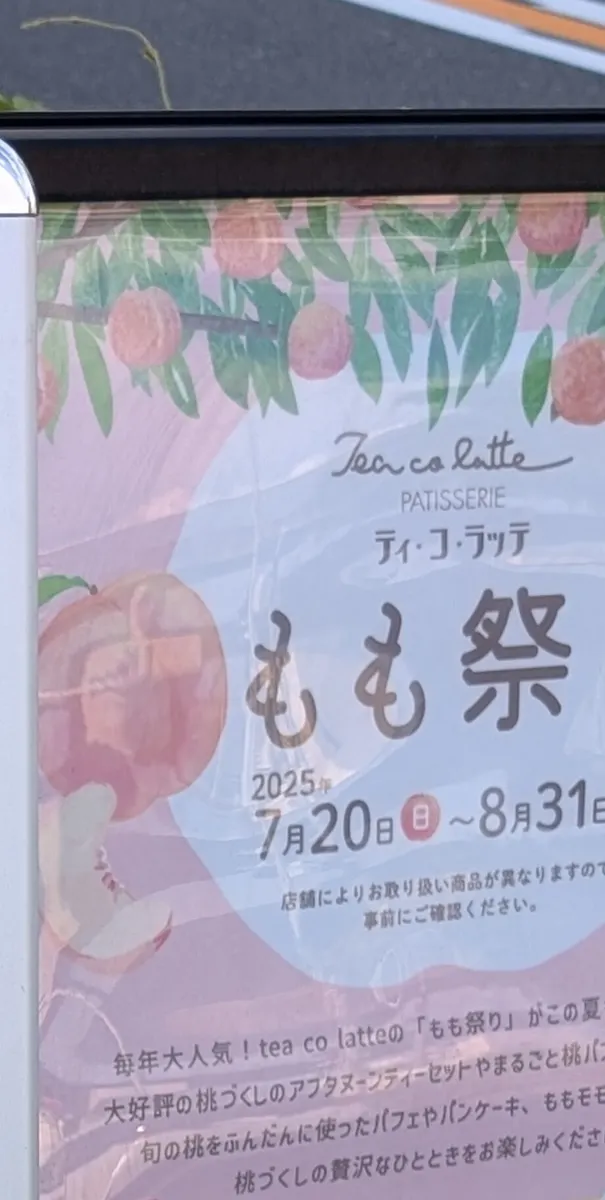 Tea co latte
PATISSERIE
ティ・コ・ラッテ
もも祭
2025年
7月20日 日 〜8月31日
店舗によりお取り扱い商品が異なりますので
事前にご確認ください。
毎年大人気！tea co latteの「もも祭り」がこの夏
大好評の桃づくしのアフタヌーンティーセットやまるごと桃パ
旬の桃をふんだんに使ったパフェやパンケーキ、ももモ
桃づくしの贅沢なひとときをお楽しみくださ